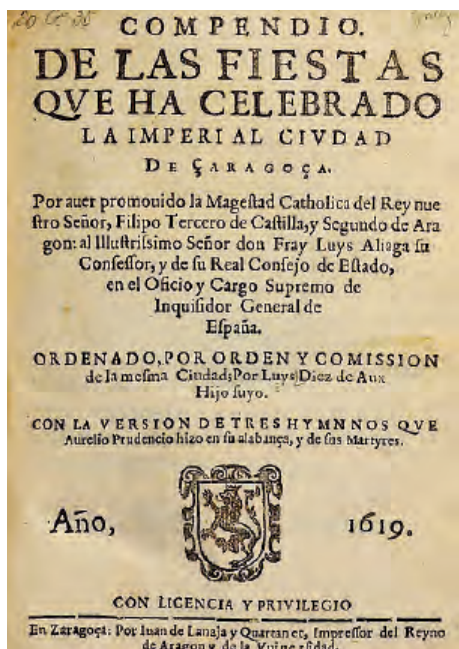 COMPENDIO.
DE LAS FIESTAS
QVE HA CELEBRADO
LA IMPERIAL CIVDAD
DE ÇARAGOÇA.
Por auer promouido la Magestad Catholica del Rey nue
stro Señor, Filipo Tercero de Castilla, y Segundo de Ara
gon: al Illustrissimo Señor don Fray Luys Aliaga su
Confessor, y de su Real Consejo de Estado,
en el Oficio y Cargo Supremo de
Inquisidor General de
España.
ORDENADO, POR ORDEN Y COMISSION
de la mesma Ciudad; Por Luys Diez de Aux
Hijo suyo.
CON LA VERSION DE TRES HYMNNOS QVE
Aurelio Prudencio hizo en su alabança, y de sus Martyres.
Año, 1619.
CON LICENCIA Y PRIVILEGIO
En Zaragoça: Por Iuan de Lanaja y Quartanet, Impressor del Reyno
de Aragon y de la Vniuersidad.